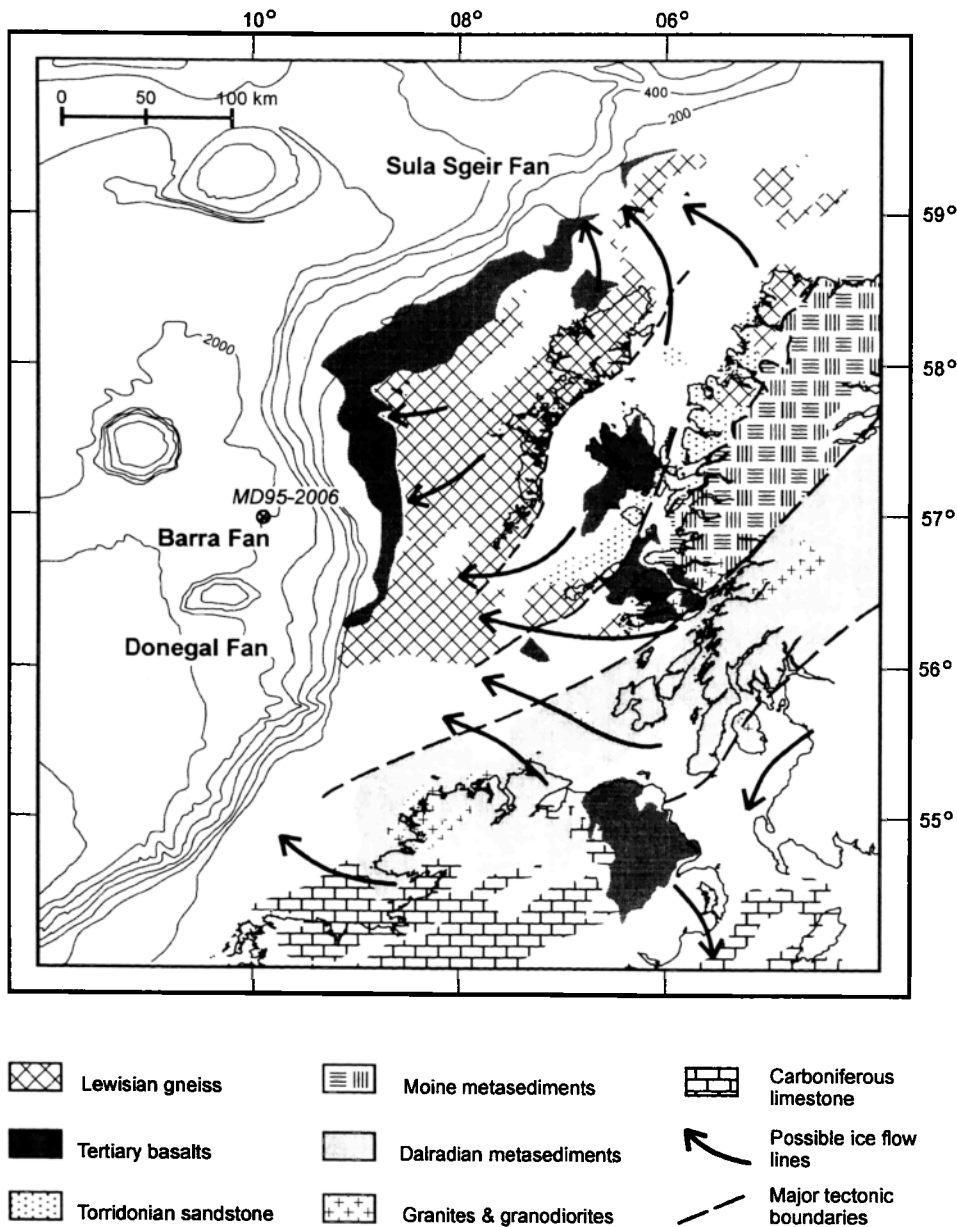 10°
08°
06°
0 50 100 km
400
200
Sula Sgeir Fan
59°
2000
58°
MD95-2006
57°
Barra Fan
Donegal Fan
56°
55°
Lewisian gneiss
Moine metasediments
Carboniferous
limestone
Tertiary basalts
Dalradian metasediments
Possible ice flow
lines
Torridonian sandstone
Granites & granodiorites
Major tectonic
boundaries